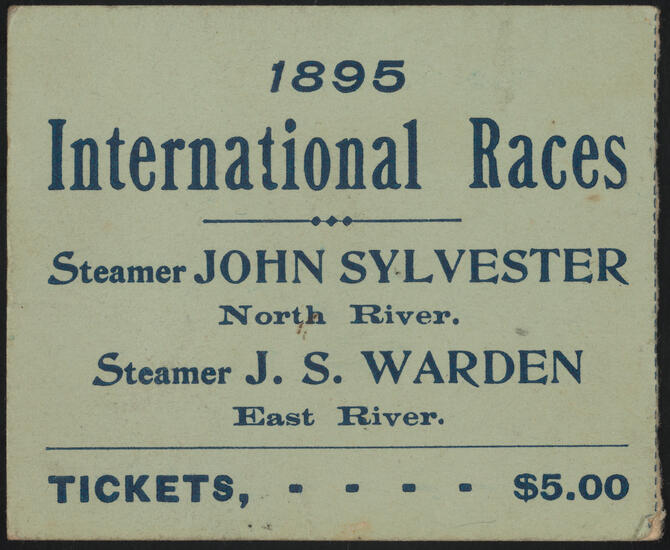 1895
International Races
Steamer JOHN SYLVESTER
North River.
Steamer J. S. WARDEN
East River.
TICKETS, - - - - $5.00